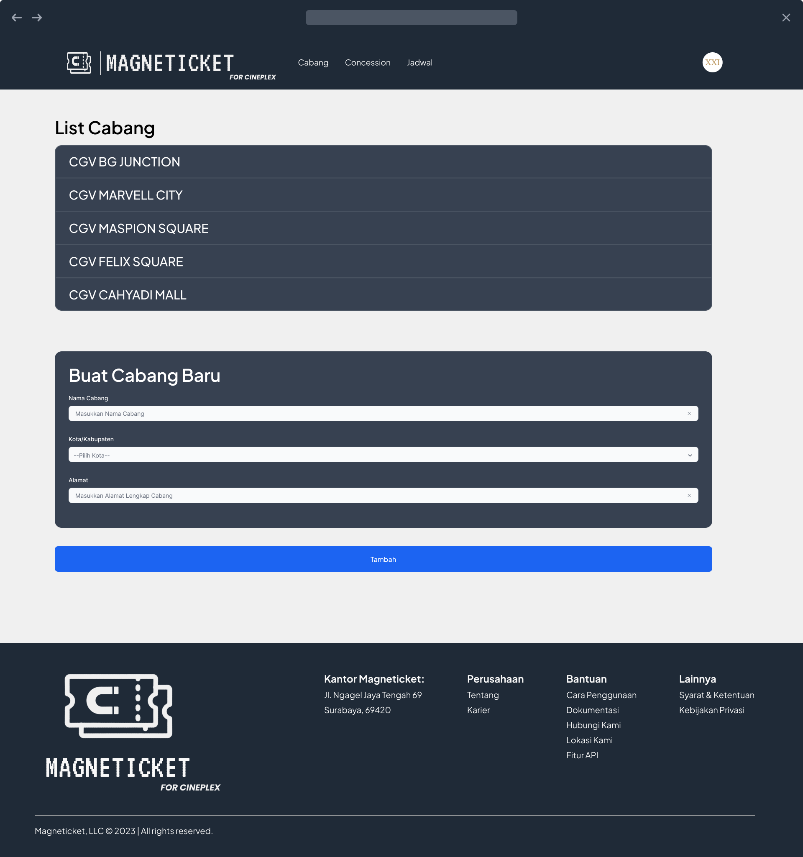 MAGNETICKET
FOR CINEPLEX
Cabang Concession Jadwal
XXI
List Cabang
CGV BG JUNCTION
CGV MARVELL CITY
CGV MASPION SQUARE
CGV FELIX SQUARE
CGV CAHYADI MALL
Buat Cabang Baru
Nama Cabang
Masukkan Nama Cabang
Kota/Kabupaten
--Pilih Kota--
Alamat
Masukkan Alamat Lengkap Cabang
Tambah
MAGNETICKET
FOR CINEPLEX
Kantor Magneticket:
Jl. Ngagel Jaya Tengah 69
Surabaya, 69420
Perusahaan
Tentang
Karier
Bantuan
Cara Penggunaan
Dokumentasi
Hubungi Kami
Lokasi Kami
Fitur API
Lainnya
Syarat & Ketentuan
Kebijakan Privasi
Magneticket, LLC © 2023 | All rights reserved.